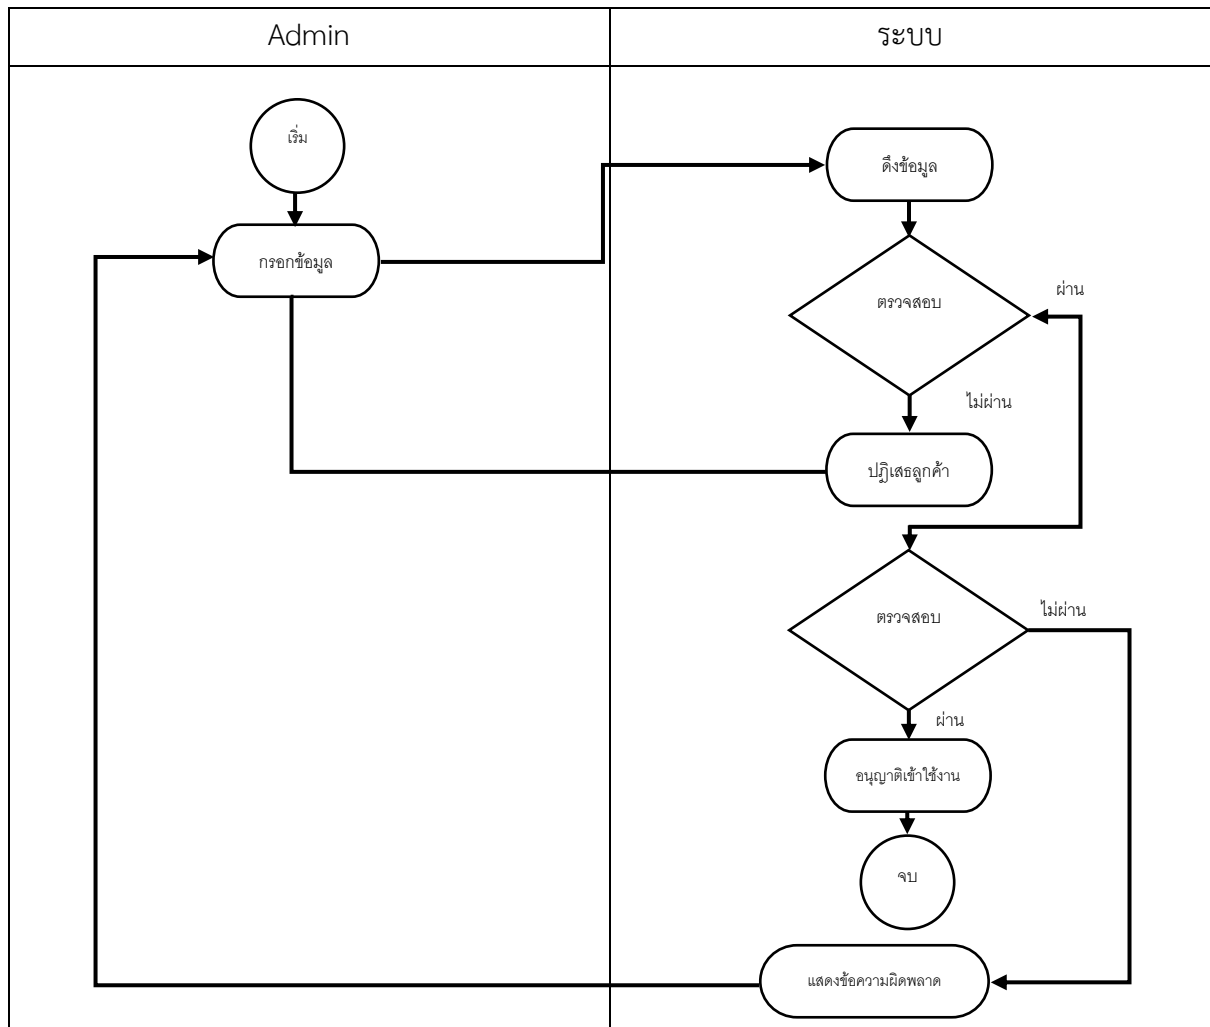 Admin
ระบบ
เริ่ม
กรอกข้อมูล
ดึงข้อมูล
ตรวจสอบ
ผ่าน
ไม่ผ่าน
ปฎิเสธลูกค้า
ตรวจสอบ
ไม่ผ่าน
ผ่าน
อนุญาติเข้าใช้งาน
จบ
แสดงข้อความผิดพลาด